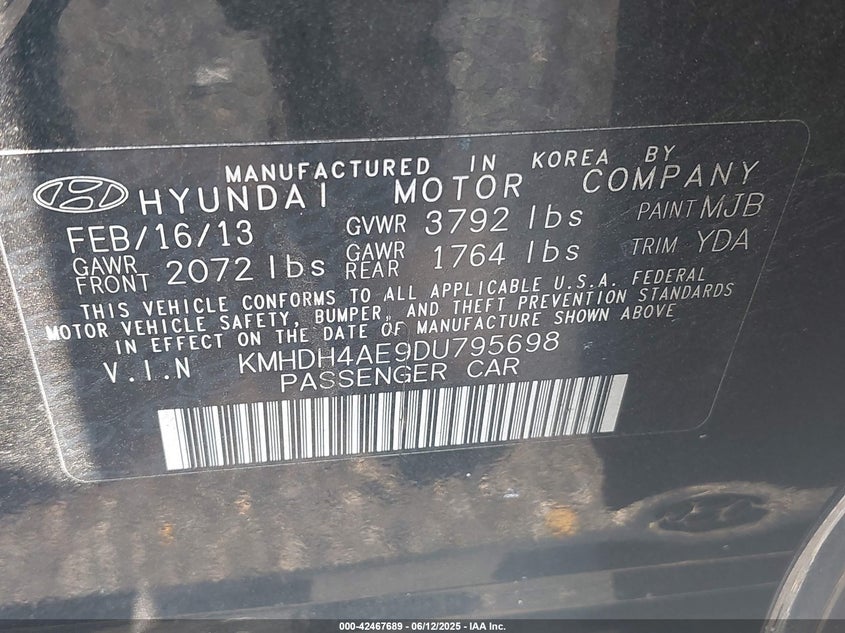 MANUFACTURED IN KOREA BY
HYUNDAI MOTOR COMPANY
FEB/16/13 GVWR 3792 lbs PAINT MJB
GAWR FRONT 2072 lbs GAWR REAR 1764 lbs TRIM YDA
THIS VEHICLE CONFORMS TO ALL APPLICABLE U.S.A. FEDERAL
MOTOR VEHICLE SAFETY, BUMPER, AND THEFT PREVENTION STANDARDS
IN EFFECT ON THE DATE OF MANUFACTURE SHOWN ABOVE
V.I.N KMHDH4AE9DU795698
PASSENGER CAR
000-42467689 - 06/12/2025 - IAA Inc.